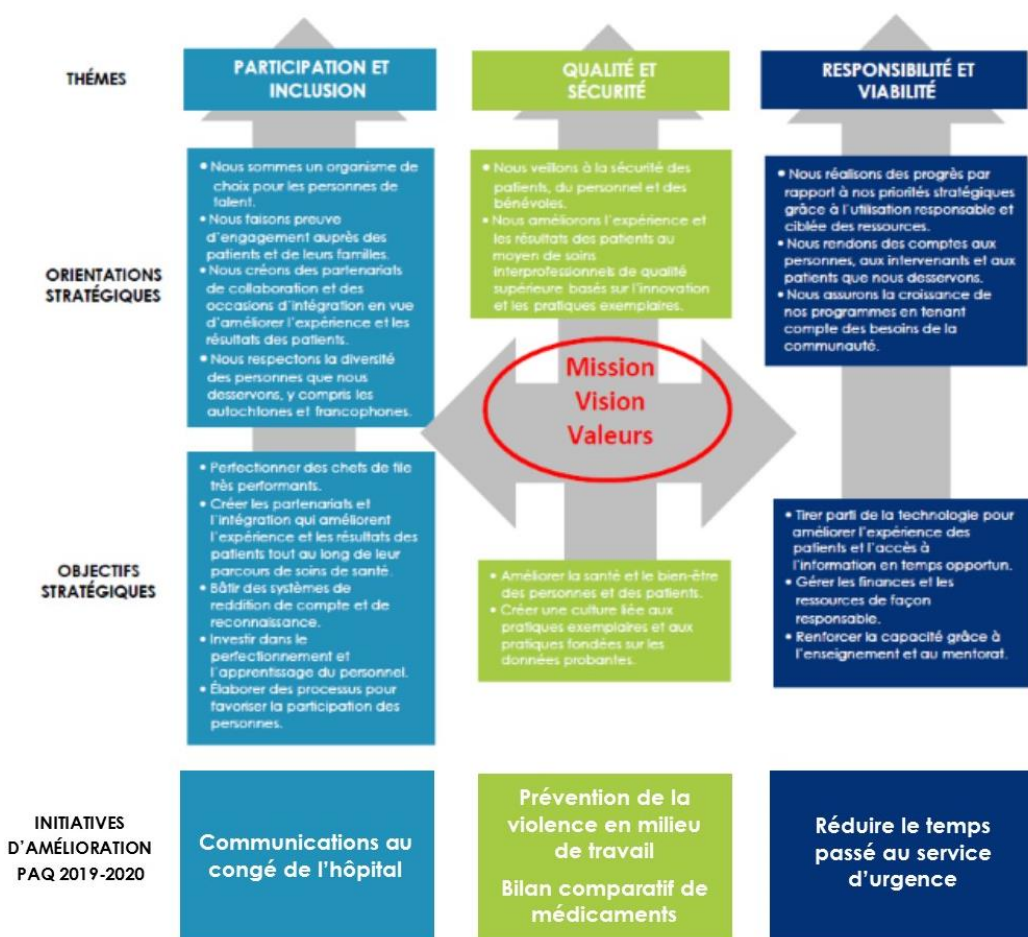 THÉMES
PARTICIPATION ET
INCLUSION
QUALITÉ ET
SÉCURITÉ
RESPONSIBILITÉ ET
VIABILITÉ
ORIENTATIONS
STRATÉGIQUES
• Nous sommes un organisme de
choix pour les personnes de
talent.
• Nous faisons preuve
d'engagement auprès des
patients et de leurs familles.
• Nous créons des partenariats
de collaboration et des
occasions d'intégration en vue
d'améliorer l'expérience et les
résultats des patients.
• Nous respectons la diversité
des personnes que nous
desservons, y compris les
autochtones et francophones.
• Nous veillons à la sécurité des
patients, du personnel et des
bénévoles.
• Nous améliorons l'expérience et
les résultats des patients au
moyen de soins
interprofessionnels de qualité
supérieure basés sur l'innovation
et les pratiques exemplaires.
• Nous réalisons des progrès par
rapport à nos priorités stratégiques
grâce à l'utilisation responsable et
ciblée des ressources.
• Nous rendons des comptes aux
personnes, aux intervenants et aux
patients que nous desservons.
• Nous assurons la croissance de
nos programmes en tenant
compte des besoins de la
communauté.
Mission
Vision
Valeurs
OBJECTIFS
STRATÉGIQUES
• Perfectionner des chefs de file
très performants.
• Créer les partenariats et
l'intégration qui améliorent
l'expérience et les résultats des
patients tout au long de leur
parcours de soins de santé.
• Bâtir des systèmes de
reddition de compte et de
reconnaissance.
• Investir dans le
perfectionnement et
l'apprentissage du personnel.
• Élaborer des processus pour
favoriser la participation des
personnes.
• Améliorer la santé et le bien-être
des personnes et des patients.
• Créer une culture liée aux
pratiques exemplaires et aux
pratiques fondées sur les
données probantes.
• Tirer parti de la technologie pour
améliorer l'expérience des
patients et l'accès à
l'information en temps opportun.
• Gérer les finances et les
ressources de façon
responsable.
• Renforcer la capacité grâce à
l'enseignement et au mentorat.
INITIATIVES
D'AMÉLIORATION
PAQ 2019-2020
Communications au
congé de l'hôpital
Prévention de la
violence en milieu
de travail
Bilan comparatif de
médicaments
Réduire le temps
passé au service
d'urgence